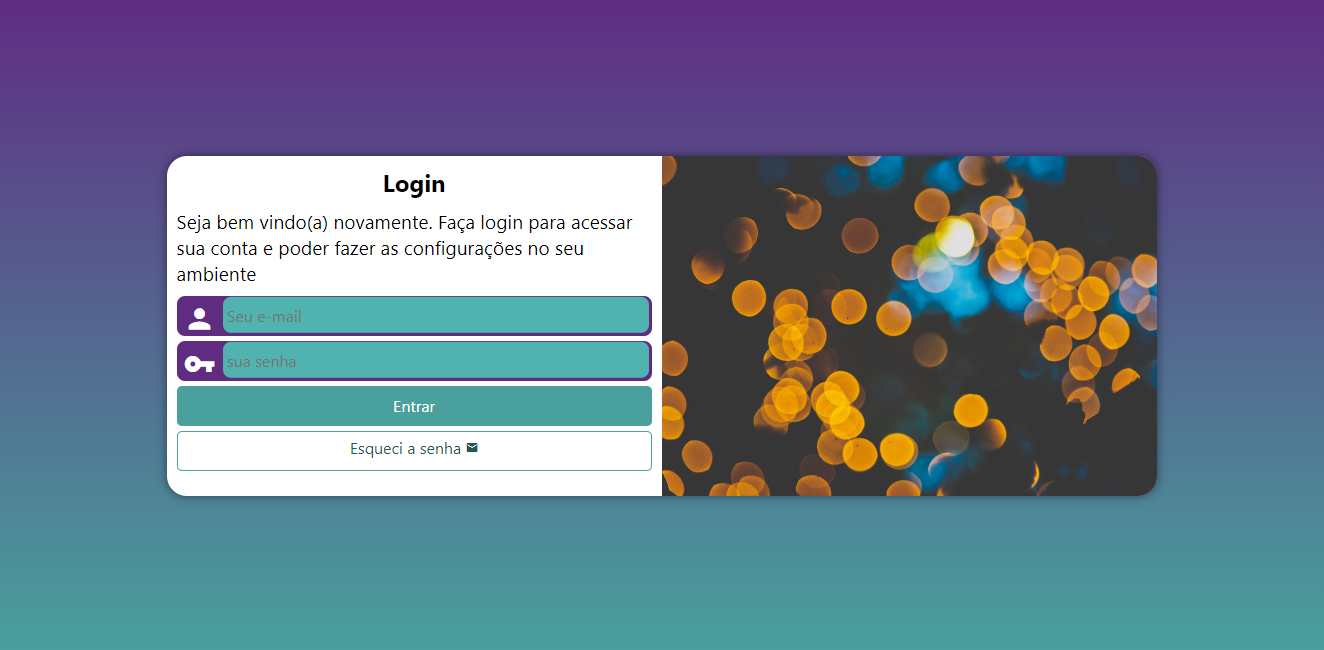 Login
Seja bem vindo(a) novamente. Faça login para acessar
sua conta e poder fazer as configurações no seu
ambiente
Seu e-mail
sua senha
Entrar
Esqueci a senha